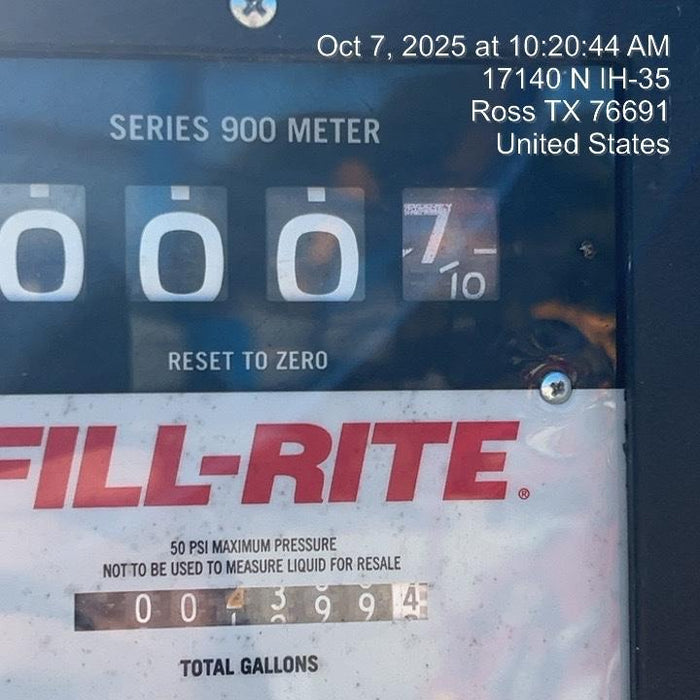 Oct 7, 2025 at 10:20:44 AM
17140 N IH-35
Ross TX 76691
United States
SERIES 900 METER
0 0 0 7
10
RESET TO ZERO
FILL-RITE®
50 PSI MAXIMUM PRESSURE
NOT TO BE USED TO MEASURE LIQUID FOR RESALE
0 0 3 9 9 4
TOTAL GALLONS